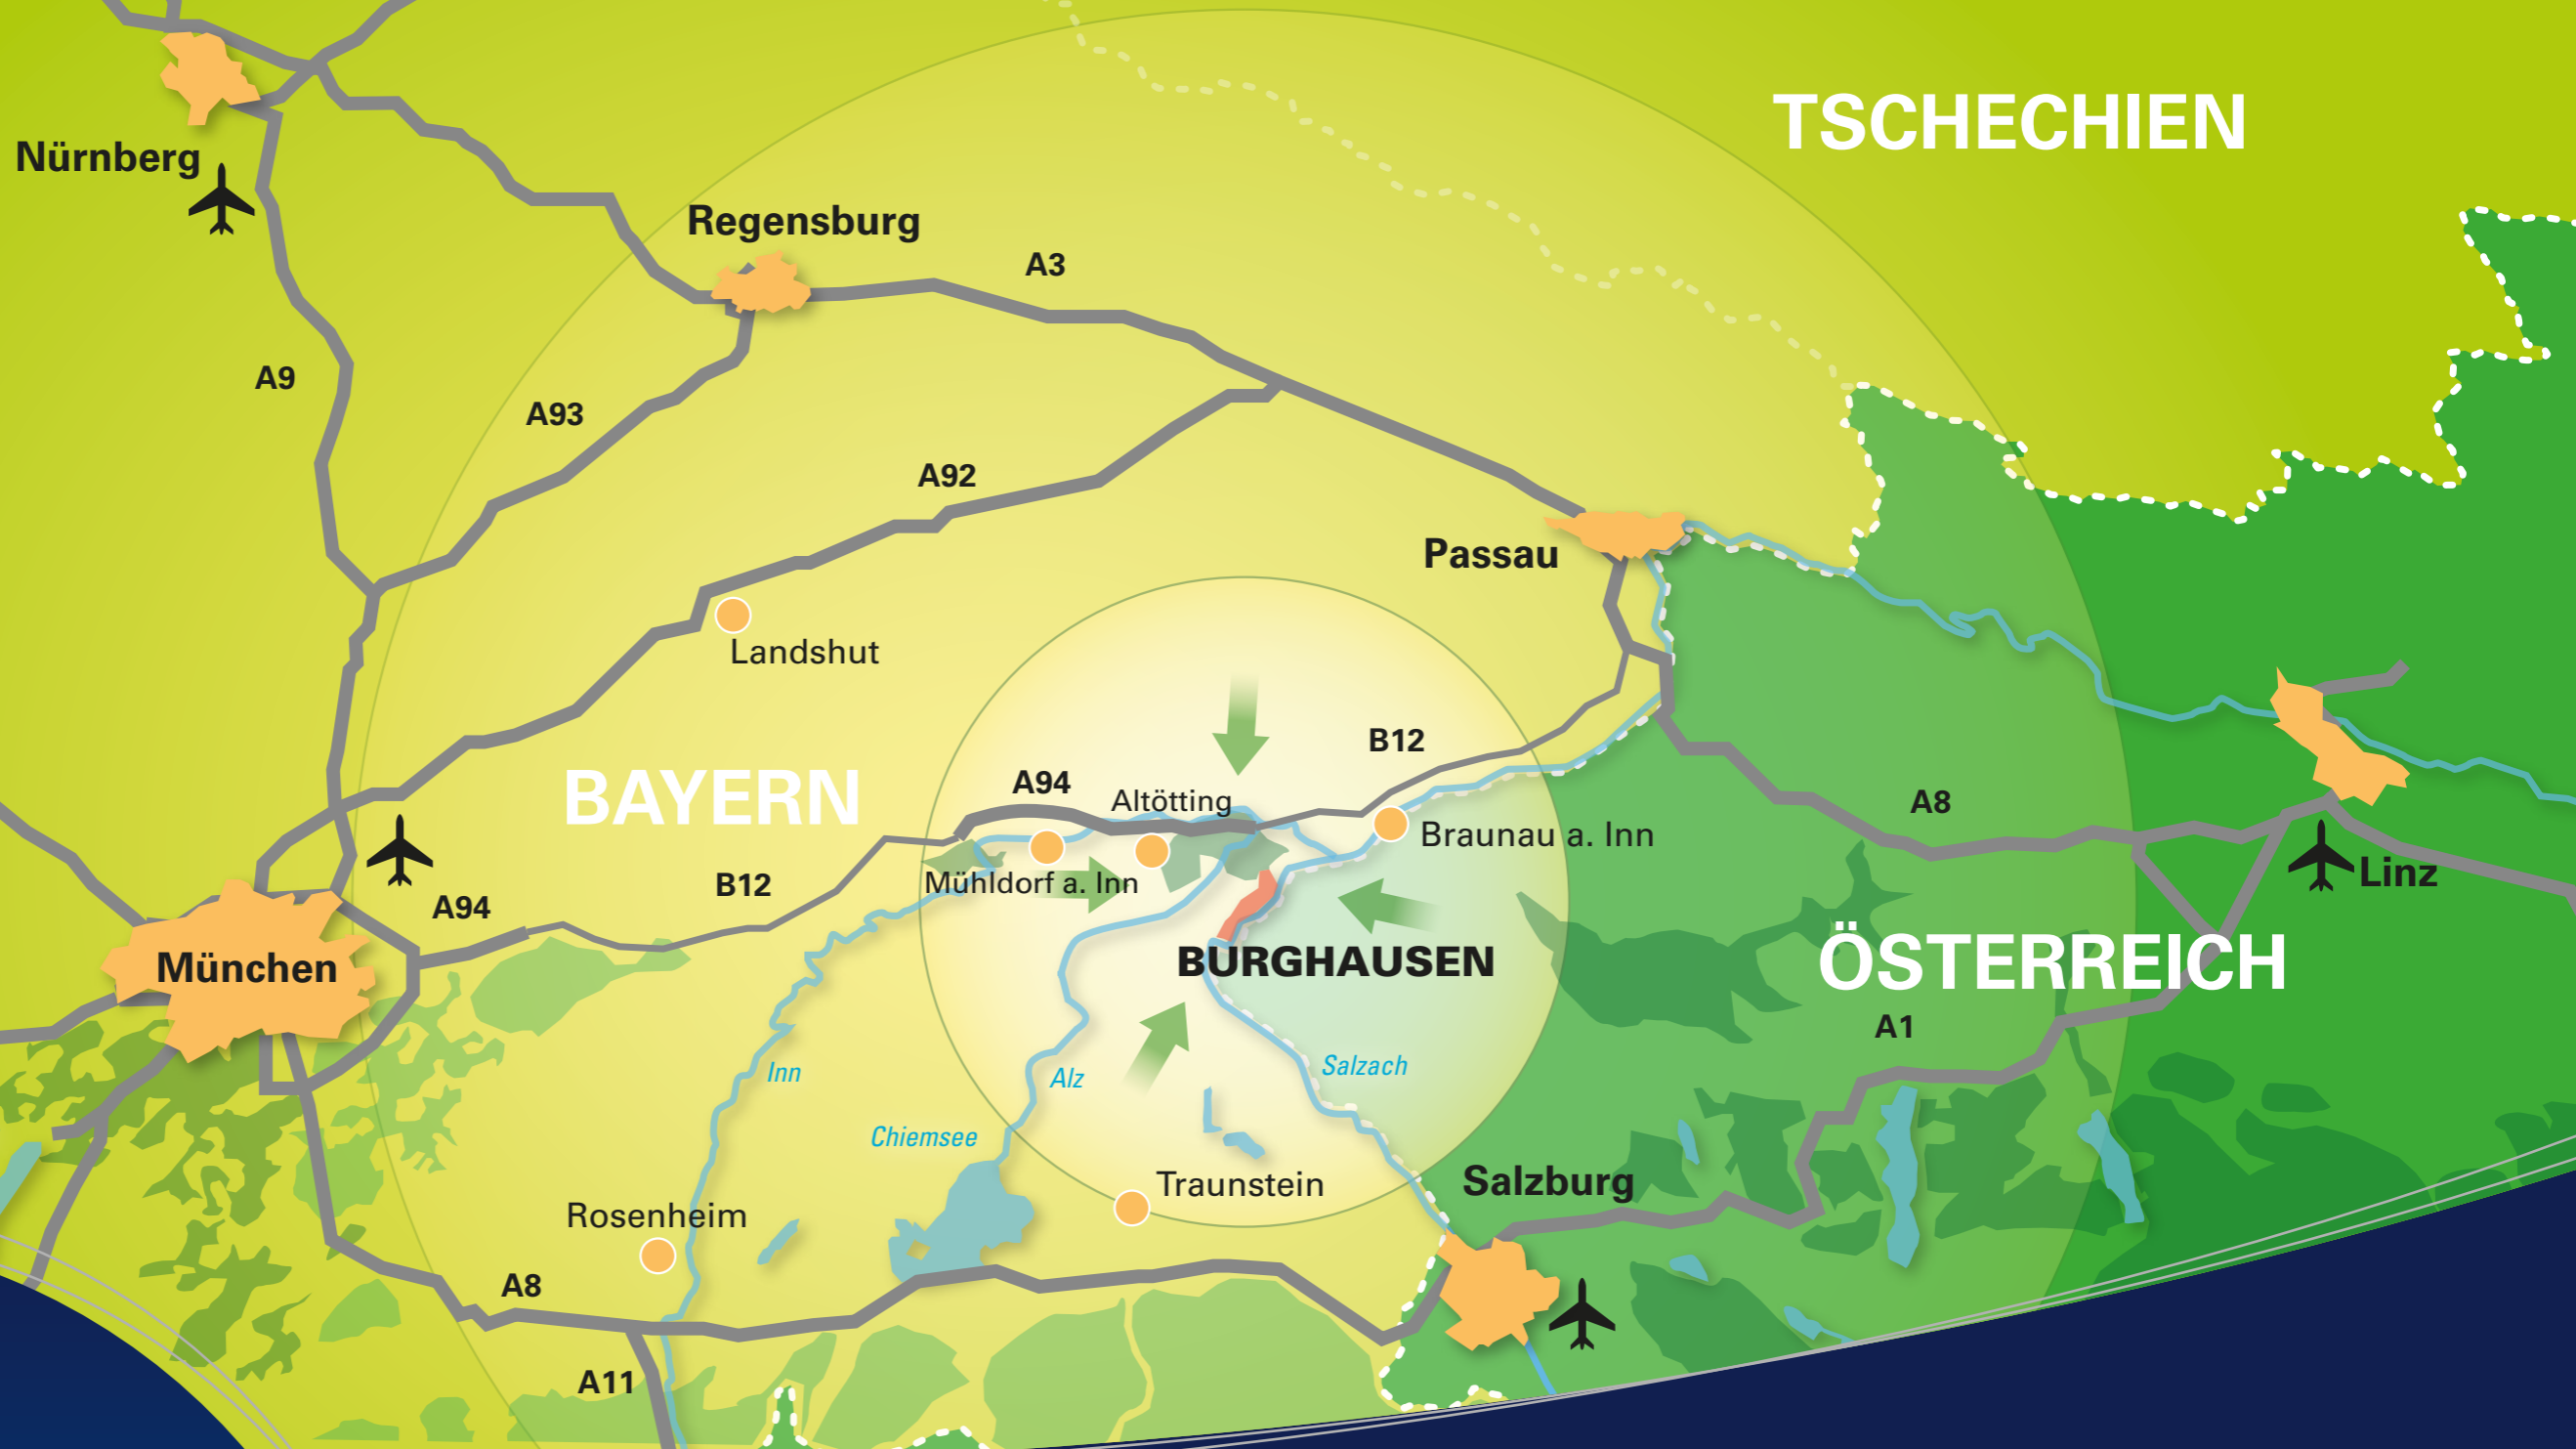 TSCHECHIEN
Nürnberg
Regensburg
A3
A9
A93
A92
Passau
Landshut
B12
BAYERN
A94
Altötting
A8
Braunau a. Inn
Linz
Mühldorf a. Inn
B12
A94
München
BURGHAUSEN
ÖSTERREICH
A1
Inn
Alz
Salzach
Chiemsee
Traunstein
Salzburg
Rosenheim
A8
A11